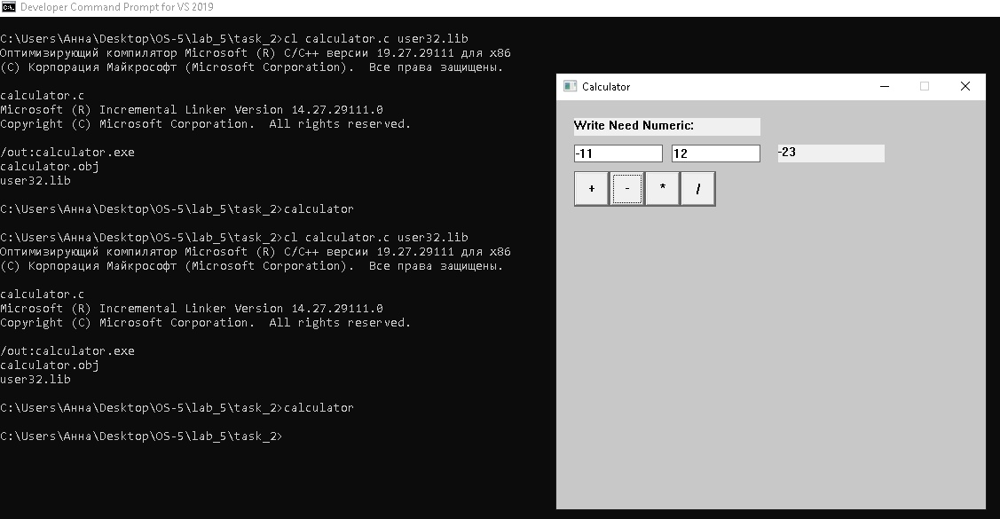 Developer Command Prompt for VS 2019
C:\Users\Анна\Desktop\OS-5\lab_5\task_2>cl calculator.c user32.lib
Оптимизирующий компилятор Microsoft (R) C/C++ версии 19.27.29111 для x86
(C) Корпорация Майкрософт (Microsoft Corporation).  Все права защищены.
calculator.c
Microsoft (R) Incremental Linker Version 14.27.29111.0
Copyright (C) Microsoft Corporation.  All rights reserved.
/out:calculator.exe
calculator.obj
user32.lib
C:\Users\Анна\Desktop\OS-5\lab_5\task_2>calculator
C:\Users\Анна\Desktop\OS-5\lab_5\task_2>cl calculator.c user32.lib
Оптимизирующий компилятор Microsoft (R) C/C++ версии 19.27.29111 для x86
(C) Корпорация Майкрософт (Microsoft Corporation).  Все права защищены.
calculator.c
Microsoft (R) Incremental Linker Version 14.27.29111.0
Copyright (C) Microsoft Corporation.  All rights reserved.
/out:calculator.exe
calculator.obj
user32.lib
C:\Users\Анна\Desktop\OS-5\lab_5\task_2>calculator
C:\Users\Анна\Desktop\OS-5\lab_5\task_2>
Calculator
Write Need Numeric:
-11 12 -23
+ - * /